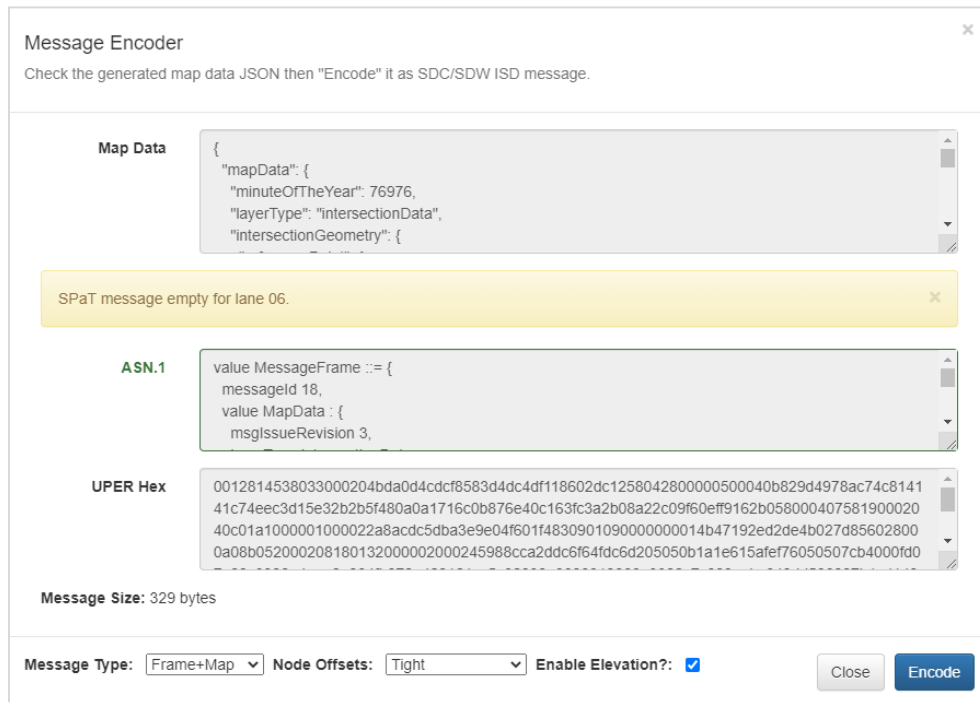 Message Encoder
×
Check the generated map data JSON then "Encode" it as SDC/SDW ISD message.
Map Data
{
"mapData": {
"minuteOfTheYear": 76976,
"layerType": "intersectionData",
"intersectionGeometry": {
SPaT message empty for lane 06.
×
ASN.1
value MessageFrame ::= {
messageId 18,
value MapData : {
msgIssueRevision 3,
UPER Hex
0012814538033000204bda0d4cdcf8583d4dc4df118602dc1258042800000500040b829d4978ac74c8141
41c74eec3d15e32b2b5f480a0a1716c0b876e40c163fc3a2b08a22c09f60eff9162b05800040758190002
040c01a1000001000022a8acdc5dba3e9e04f601f4830901090000000014b47192ed2de4b027d85602800
0a08b05200020818013200000200024598 8cca2ddc6f64fdc6d205050b1a1e615afef76050507cb4000fd0
Message Size: 329 bytes
Message Type:
Frame+Map
Node Offsets:
Tight
Enable Elevation?:
Close
Encode